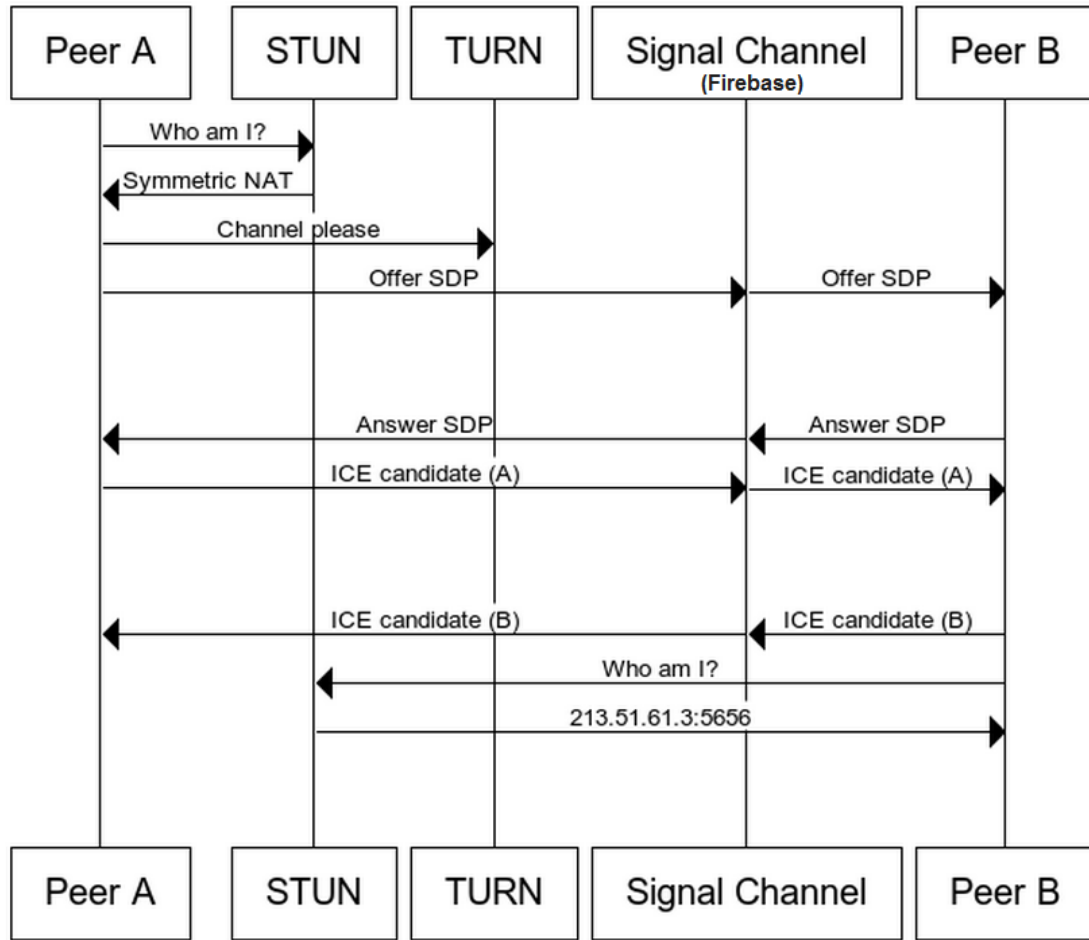 Peer A
STUN
TURN
Signal Channel
(Firebase)
Peer B
Who am I?
Symmetric NAT
Channel please
Offer SDP
Offer SDP
Answer SDP
Answer SDP
ICE candidate (A)
ICE candidate (A)
ICE candidate (B)
ICE candidate (B)
Who am I?
213.51.61.3:5656
Peer A
STUN
TURN
Signal Channel
Peer B